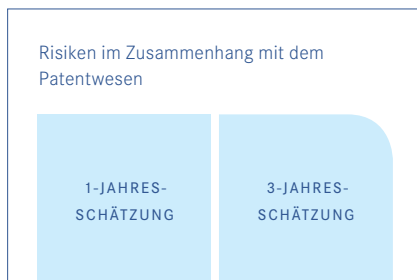 Risiken im Zusammenhang mit dem
Patentwesen
1-JAHRES-
SCHÄTZUNG
3-JAHRES-
SCHÄTZUNG